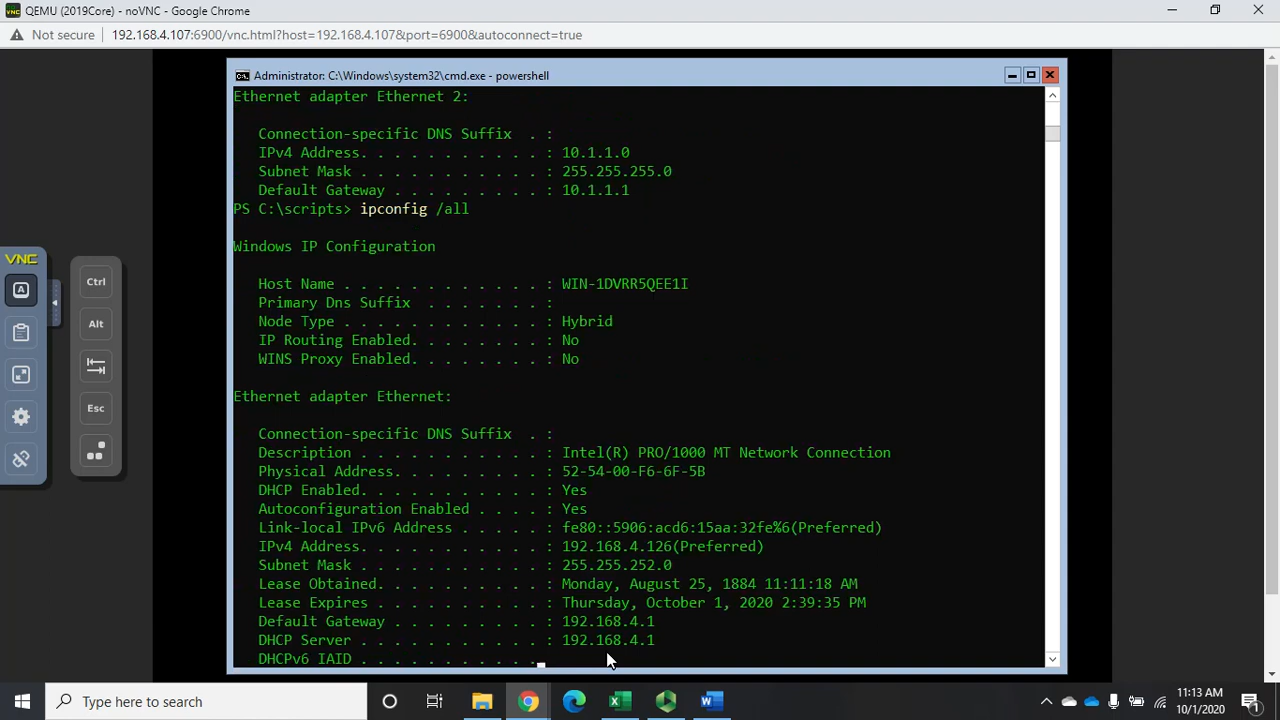 QEMU (2019Core) - noVNC - Google Chrome
Not secure 192.168.4.107:6900/vnc.html?host=192.168.4.107&port=6900&autoconnect=true
Administrator: C:\Windows\system32\cmd.exe - powershell
Ethernet adapter Ethernet 2:
Connection-specific DNS Suffix . :
IPv4 Address. . . . . . . . . . . : 10.1.1.0
Subnet Mask . . . . . . . . . . . : 255.255.255.0
Default Gateway . . . . . . . . . : 10.1.1.1
PS C:\scripts> ipconfig /all
Windows IP Configuration
Host Name . . . . . . . . . . . . : WIN-1DVRR5QEE1I
Primary Dns Suffix . . . . . . . :
Node Type . . . . . . . . . . . . : Hybrid
IP Routing Enabled. . . . . . . . : No
WINS Proxy Enabled. . . . . . . . : No
Ethernet adapter Ethernet:
Connection-specific DNS Suffix . :
Description . . . . . . . . . . . : Intel(R) PRO/1000 MT Network Connection
Physical Address. . . . . . . . . : 52-54-00-F6-6F-5B
DHCP Enabled. . . . . . . . . . . : Yes
Autoconfiguration Enabled . . . . : Yes
Link-local IPv6 Address . . . . . : fe80::5906:acd6:15aa:32fe%6(Preferred)
IPv4 Address. . . . . . . . . . . : 192.168.4.126(Preferred)
Subnet Mask . . . . . . . . . . . : 255.255.252.0
Lease Obtained. . . . . . . . . . : Monday, August 25, 1884 11:11:18 AM
Lease Expires . . . . . . . . . . : Thursday, October 1, 2020 2:39:35 PM
Default Gateway . . . . . . . . . : 192.168.4.1
DHCP Server . . . . . . . . . . . : 192.168.4.1
DHCPv6 IAID . . . . . . . . . . .
VNC
A
Ctrl
Alt
Esc
Type here to search
11:13 AM
10/1/2020
1